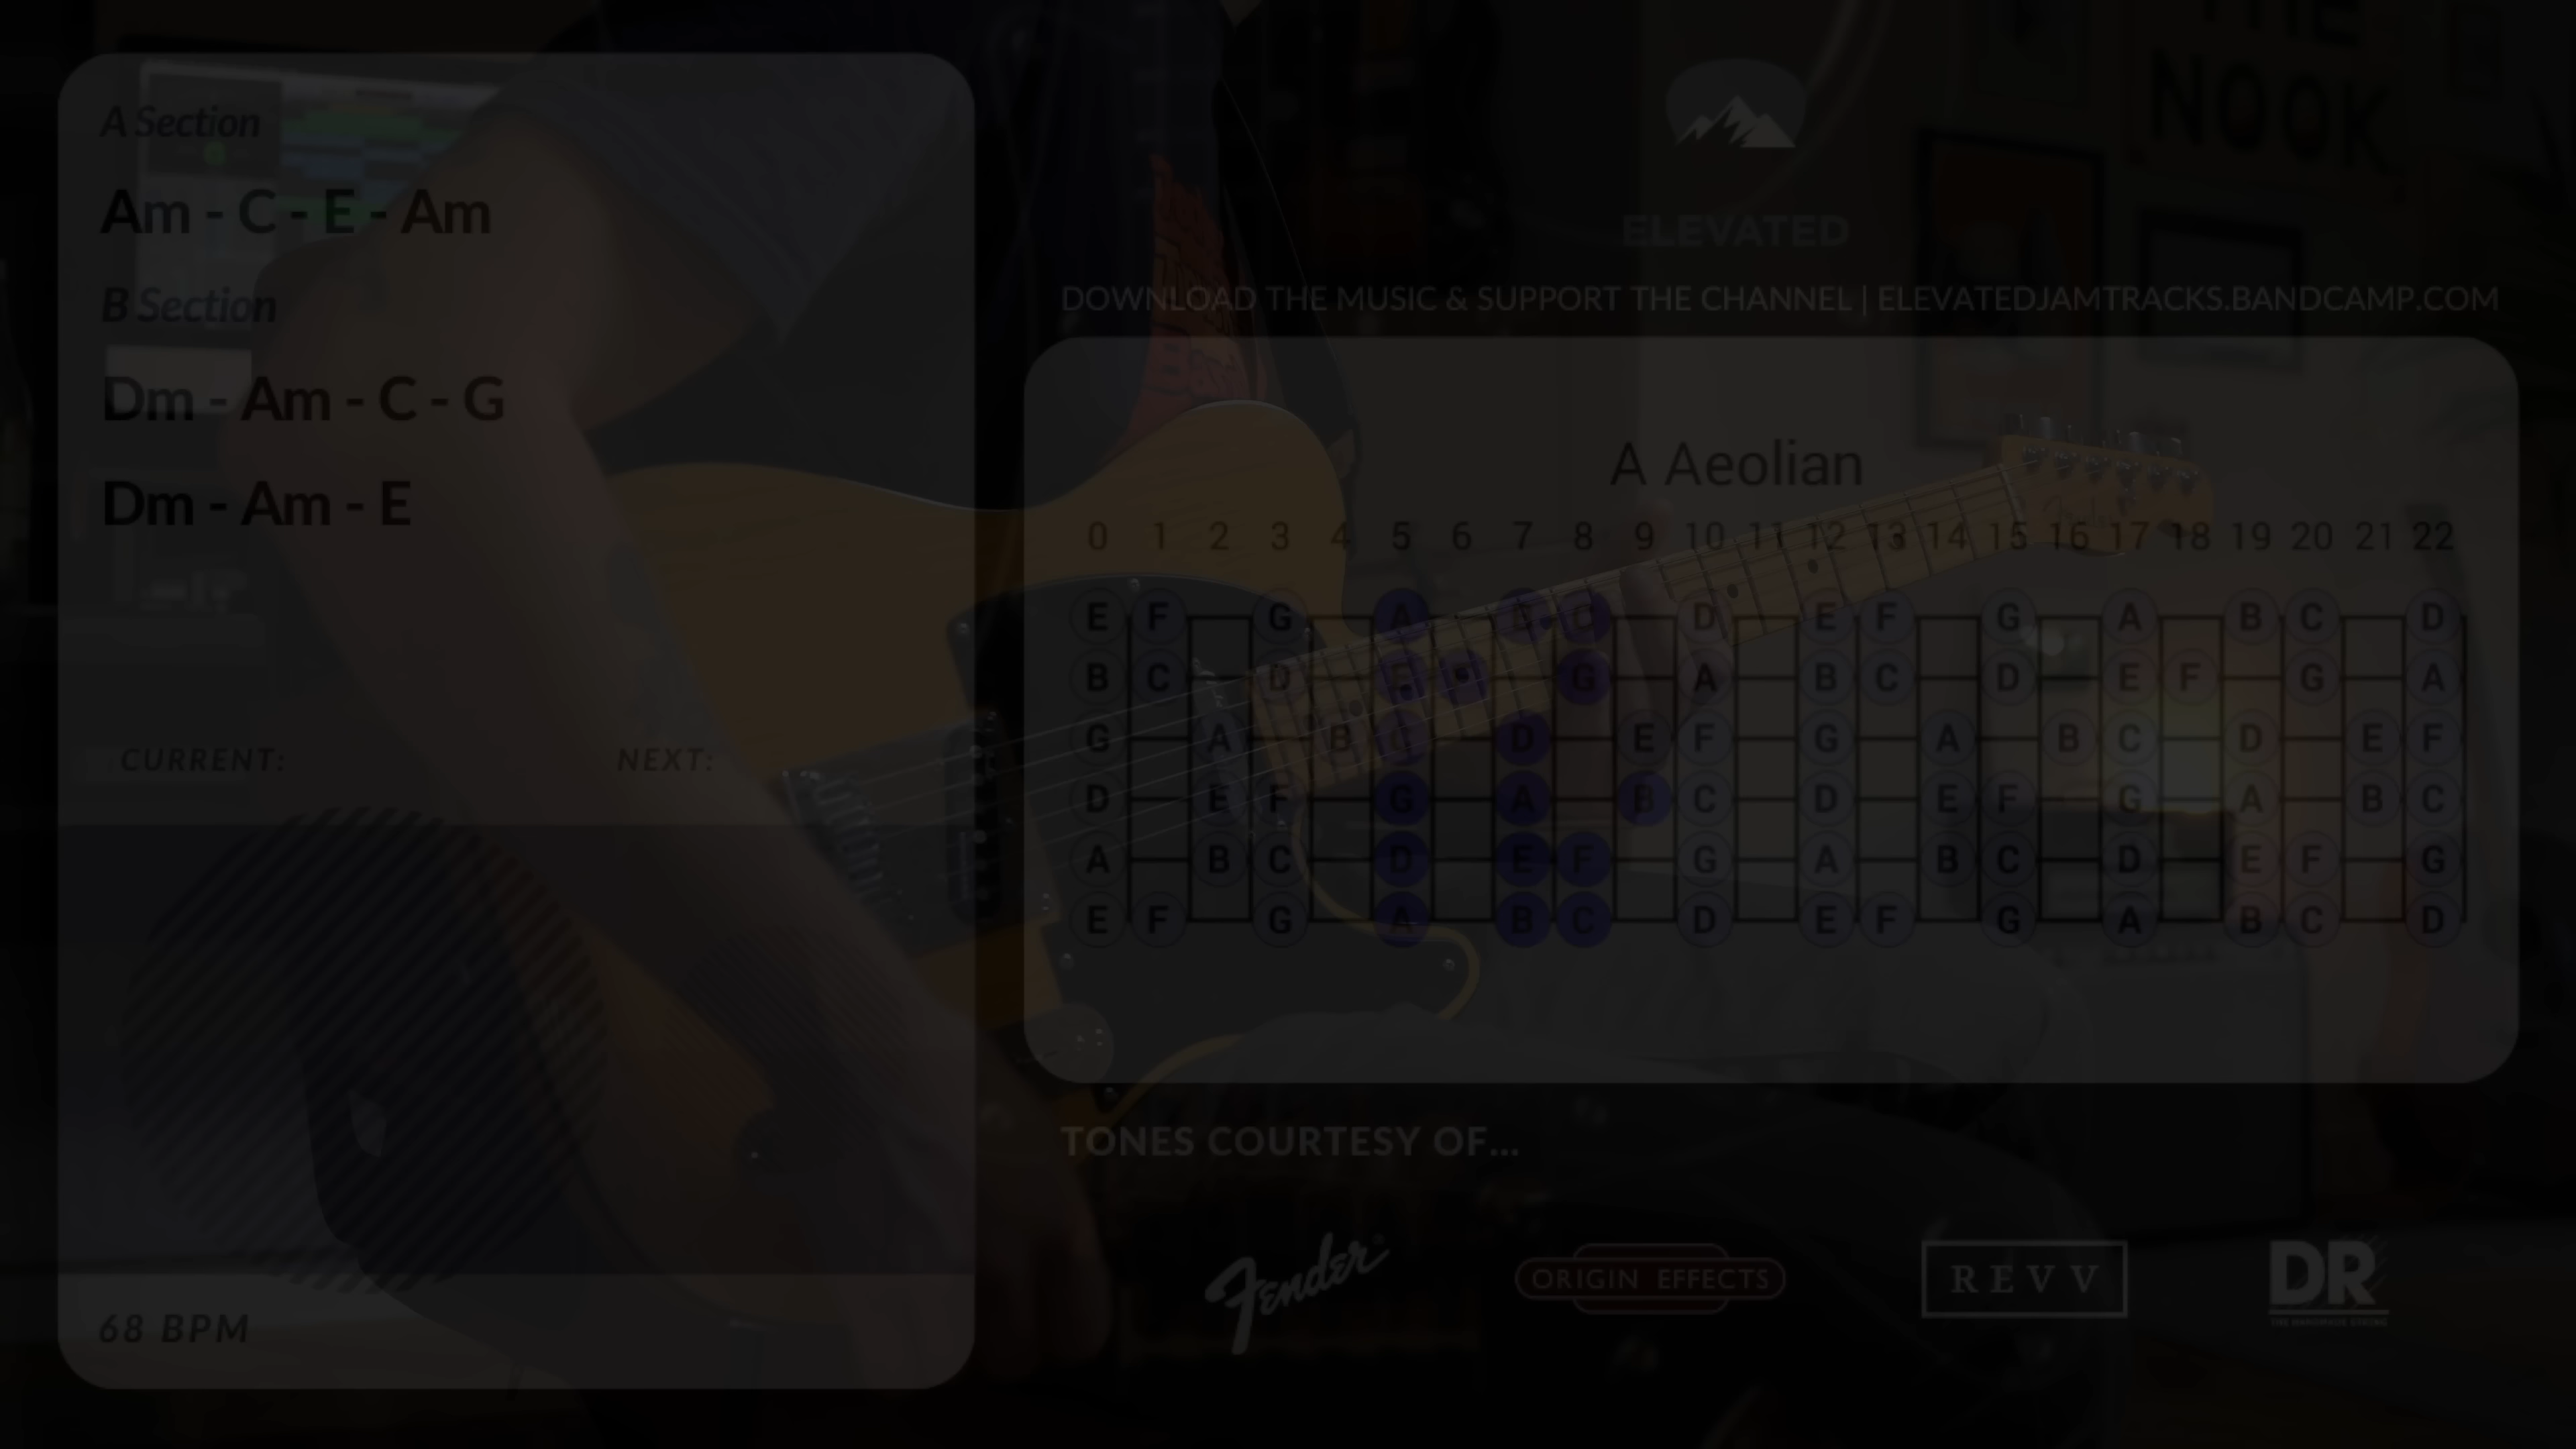 A Section
Am - C - E - Am
B Section
Dm - Am - C - G
Dm - Am - E
CURRENT:
NEXT:
68 BPM
THE
NOOK
ELEVATED
DOWNLOAD THE MUSIC & SUPPORT THE CHANNEL | ELEVATEDJAMTRACKS.BANDCAMP.COM
A Aeolian
0 1 2 3 4 5 6 7 8 9 10 11 12 13 14 15 16 17 18 19 20 21 22
E F G A B C D E F G A B C D
B C D E F G A B C D E F G A
G A B C D E F G A B C D E F
D E F G A B C D E F G A B C
A B C D E F G A B C D E F G
E F G A B C D E F G A B C D
TONES COURTESY OF...
Fender
ORIGIN EFFECTS
REVV
DR